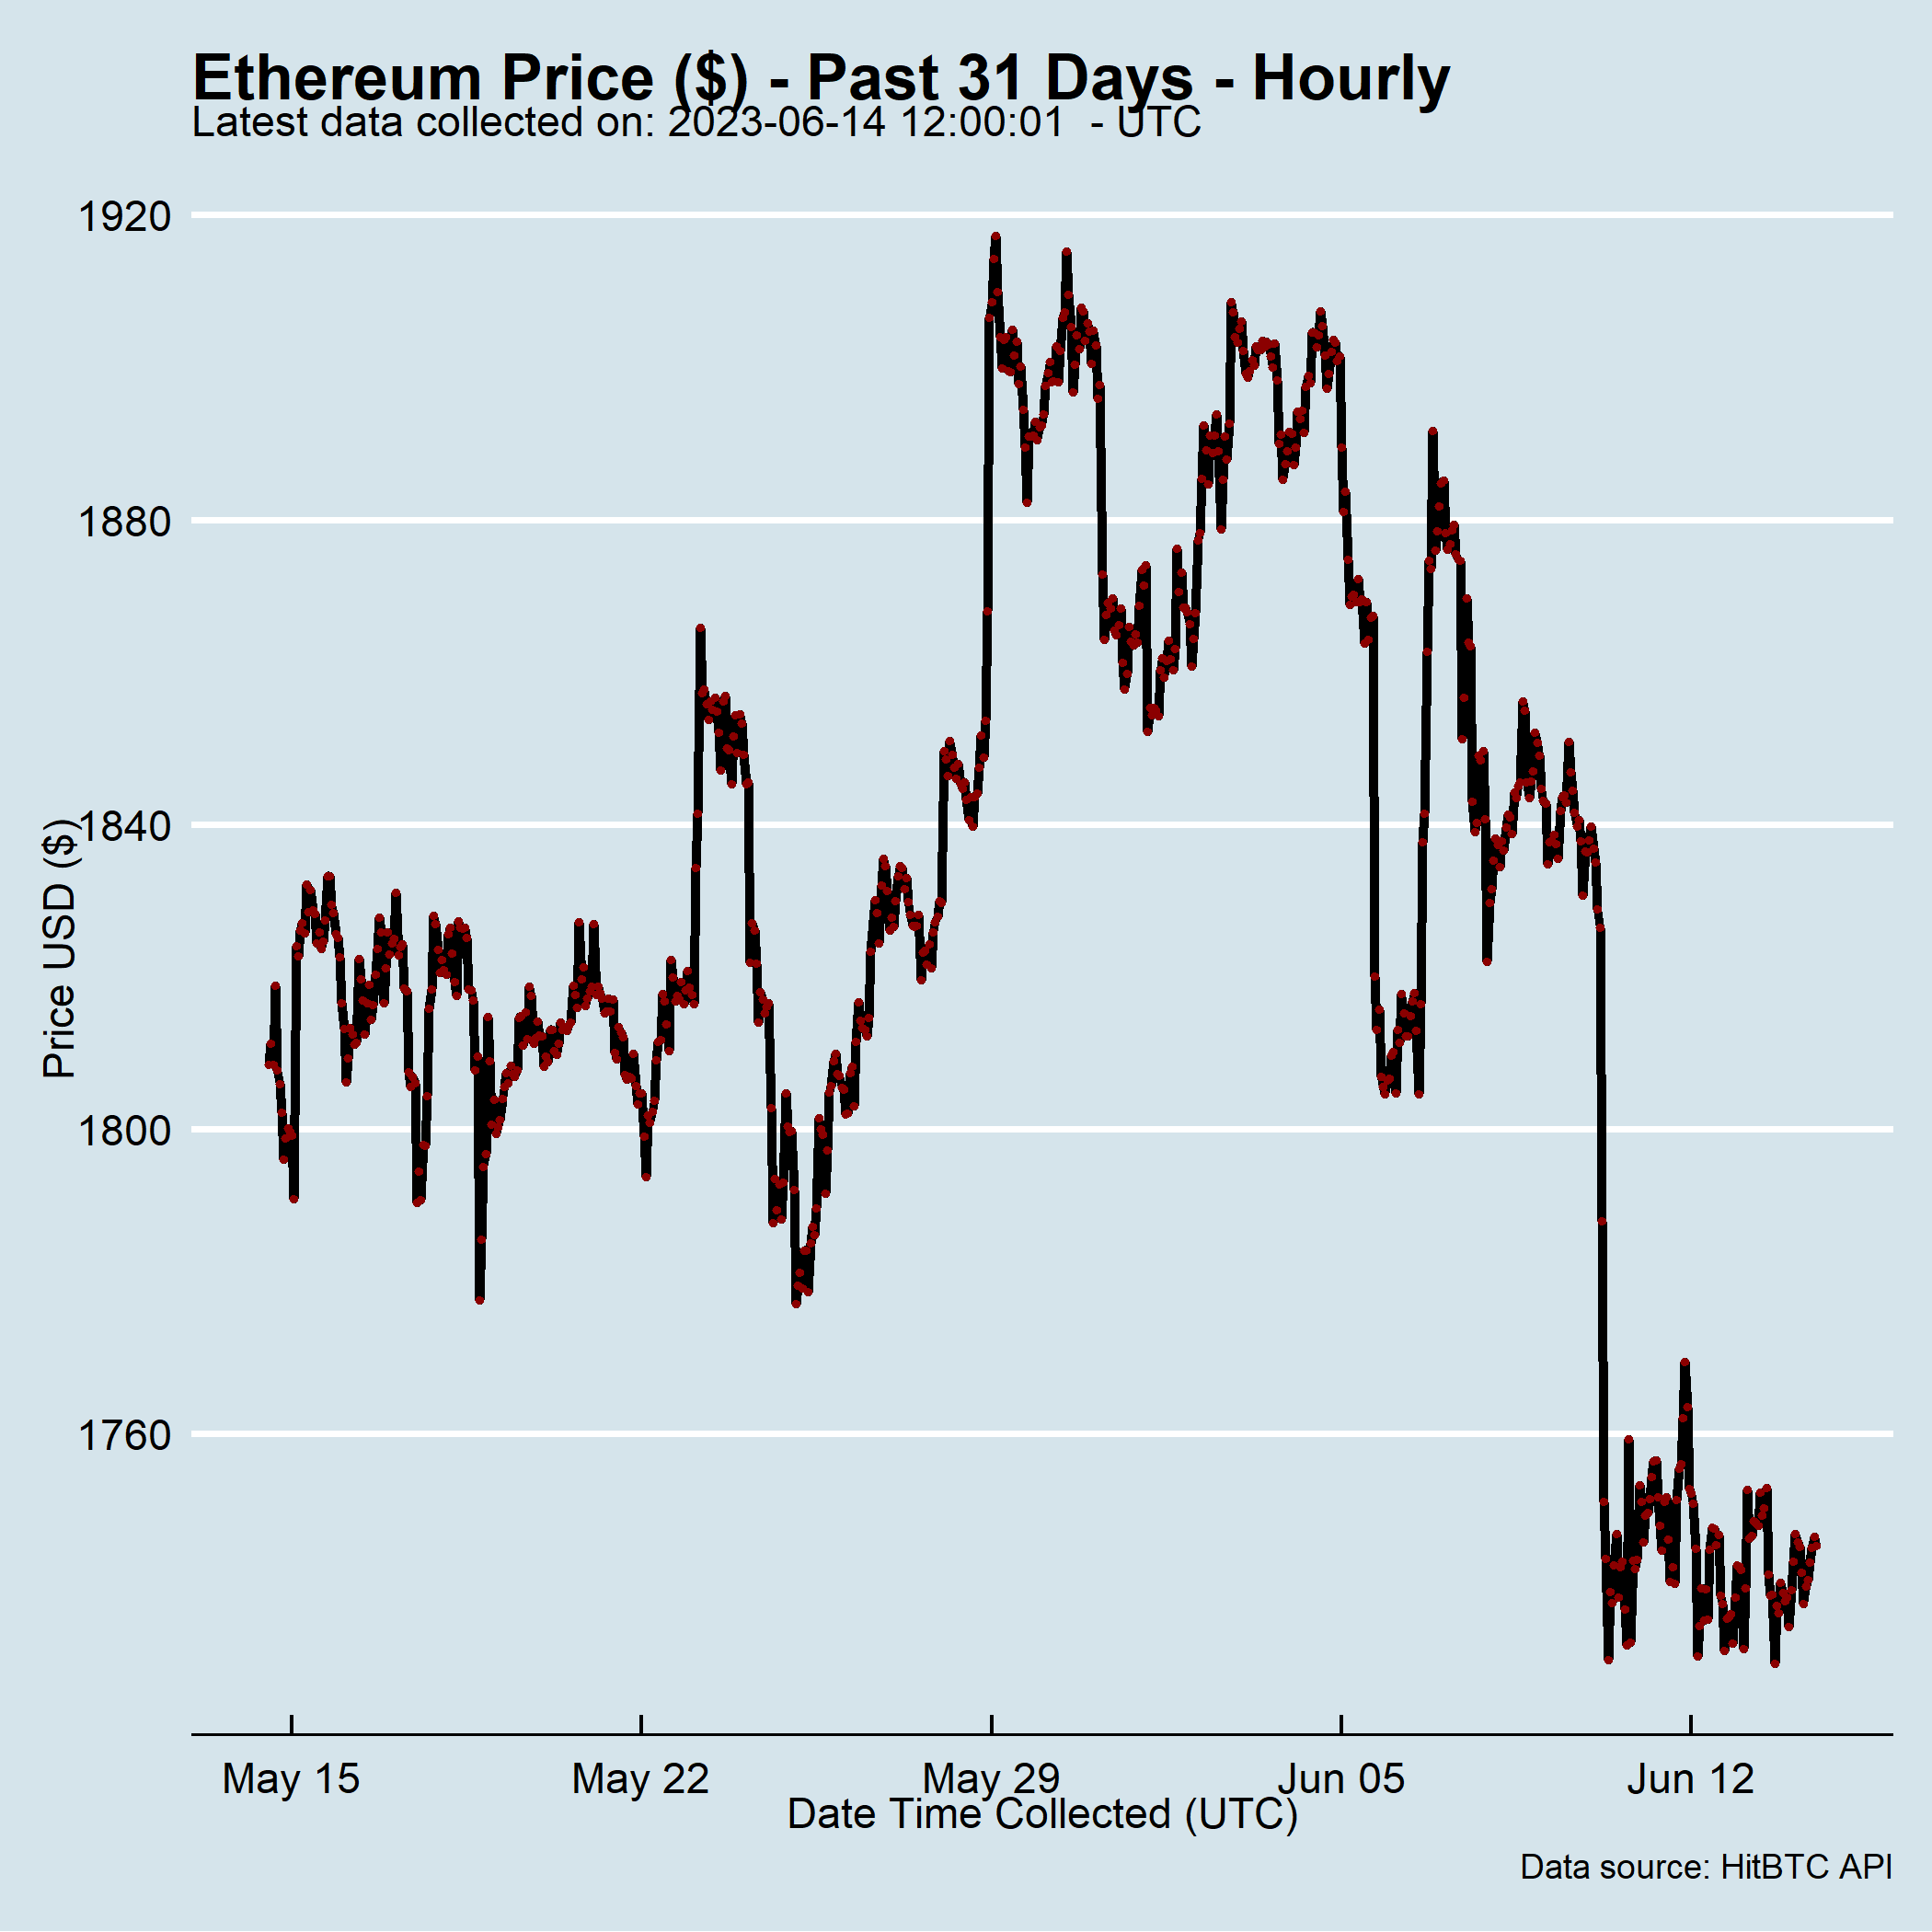 Ethereum Price ($) - Past 31 Days - Hourly
Latest data collected on: 2023-06-14 12:00:01  - UTC
1920
1880
1840
1800
1760
Price USD ($)
May 15
May 22
May 29
Jun 05
Jun 12
Date Time Collected (UTC)
Data source: HitBTC API